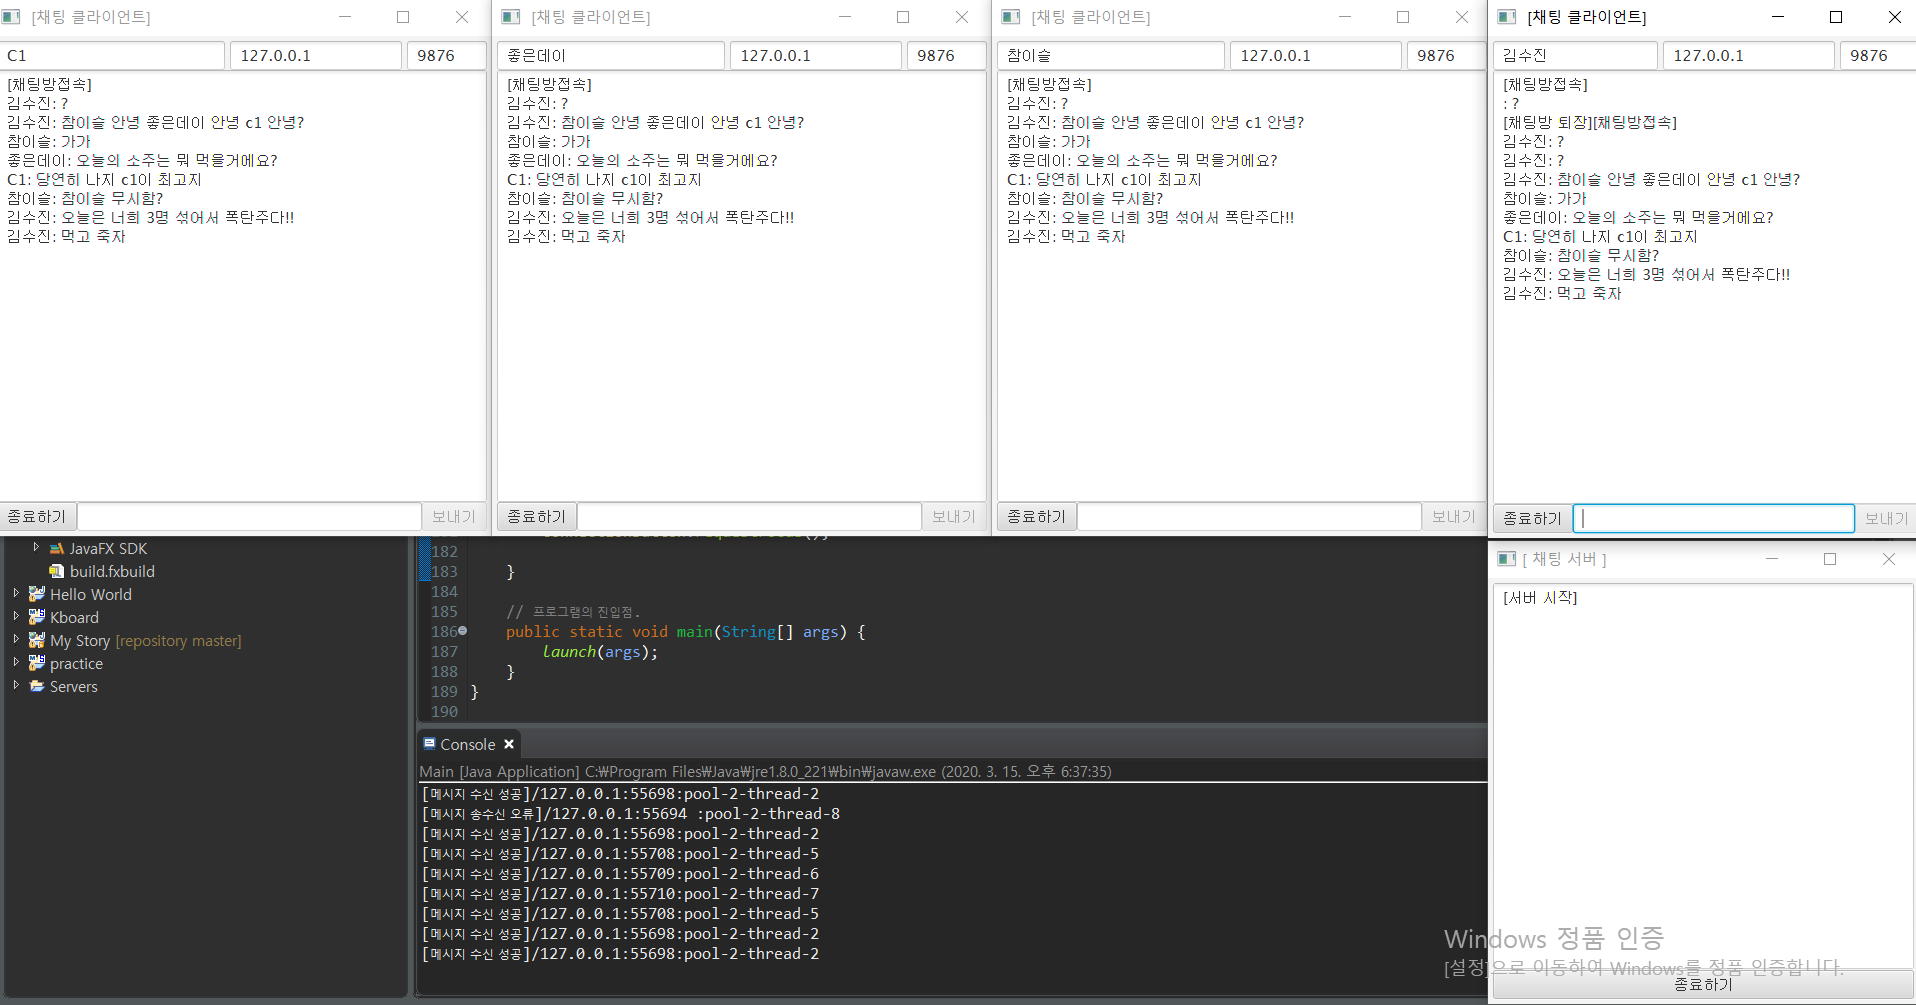 [채팅 클라이언트]
C1 127.0.0.1 9876
[채팅방접속]
김수진: ?
김수진: 참이슬 안녕 좋은데이 안녕 c1 안녕?
참이슬: 가가
좋은데이: 오늘의 소주는 뭐 먹을거에요?
C1: 당연히 나지 c1이 최고지
참이슬: 참이슬 무시함?
김수진: 오늘은 너희 3명 섞어서 폭탄주다!!
김수진: 먹고 죽자
종료하기 보내기
[채팅 클라이언트]
좋은데이 127.0.0.1 9876
[채팅방접속]
김수진: ?
김수진: 참이슬 안녕 좋은데이 안녕 c1 안녕?
참이슬: 가가
좋은데이: 오늘의 소주는 뭐 먹을거에요?
C1: 당연히 나지 c1이 최고지
참이슬: 참이슬 무시함?
김수진: 오늘은 너희 3명 섞어서 폭탄주다!!
김수진: 먹고 죽자
종료하기 보내기
[채팅 클라이언트]
참이슬 127.0.0.1 9876
[채팅방접속]
김수진: ?
김수진: 참이슬 안녕 좋은데이 안녕 c1 안녕?
참이슬: 가가
좋은데이: 오늘의 소주는 뭐 먹을거에요?
C1: 당연히 나지 c1이 최고지
참이슬: 참이슬 무시함?
김수진: 오늘은 너희 3명 섞어서 폭탄주다!!
김수진: 먹고 죽자
종료하기 보내기
[채팅 클라이언트]
김수진 127.0.0.1 9876
[채팅방접속]
: ?
[채팅방 퇴장][채팅방접속]
김수진: ?
김수진: ?
김수진: 참이슬 안녕 좋은데이 안녕 c1 안녕?
참이슬: 가가
좋은데이: 오늘의 소주는 뭐 먹을거에요?
C1: 당연히 나지 c1이 최고지
참이슬: 참이슬 무시함?
김수진: 오늘은 너희 3명 섞어서 폭탄주다!!
김수진: 먹고 죽자
종료하기 보내기
JavaFX SDK
build.fxbuild
Hello World
Kboard
My Story [repository master]
practice
Servers
182
183 }
184
185 // 프로그램의 진입점.
186 public static void main(String[] args) {
187 launch(args);
188 }
189 }
190
Console
Main [Java Application] C:₩Program Files₩Java₩jre1.8.0_221₩bin₩javaw.exe (2020. 3. 15. 오후 6:37:35)
[메시지 수신 성공]/127.0.0.1:55698:pool-2-thread-2
[메시지 송수신 오류]/127.0.0.1:55694 :pool-2-thread-8
[메시지 수신 성공]/127.0.0.1:55698:pool-2-thread-2
[메시지 수신 성공]/127.0.0.1:55708:pool-2-thread-5
[메시지 수신 성공]/127.0.0.1:55709:pool-2-thread-6
[메시지 수신 성공]/127.0.0.1:55710:pool-2-thread-7
[메시지 수신 성공]/127.0.0.1:55708:pool-2-thread-5
[메시지 수신 성공]/127.0.0.1:55698:pool-2-thread-2
[메시지 수신 성공]/127.0.0.1:55698:pool-2-thread-2
[ 채팅 서버 ]
[서버 시작]
Windows 정품 인증
[설정]으로 이동하여 Windows를 정품 인증합니다.
종료하기